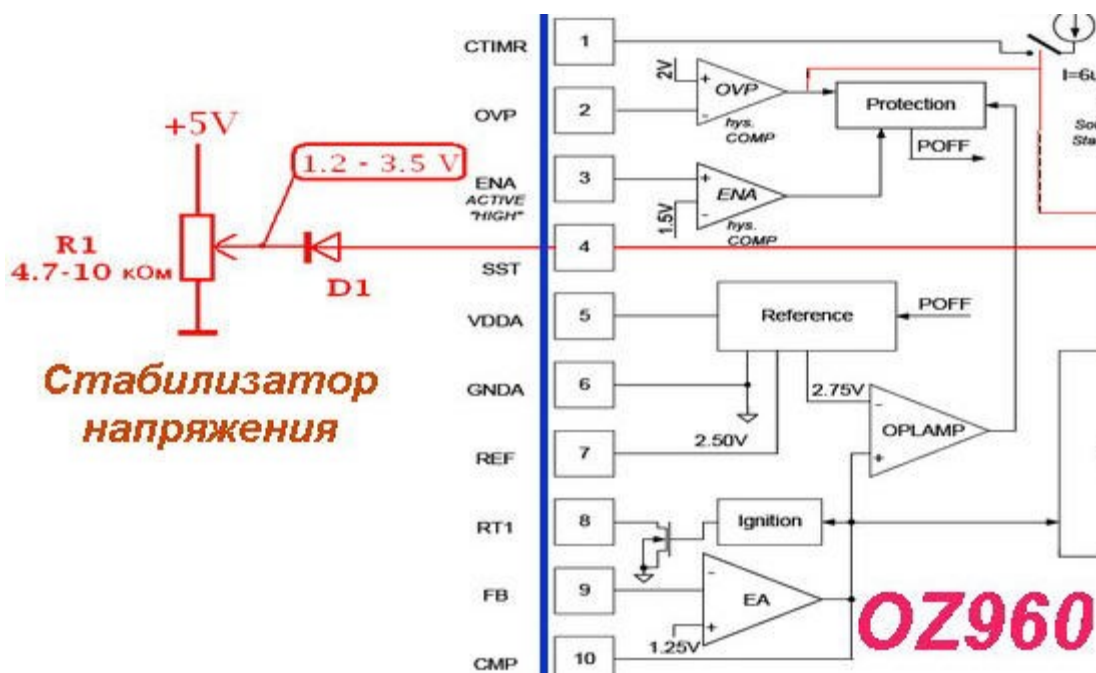 CTIMR
1
I=6u
2V
+
-
OVP
hys.
COMP
Protection
POFF
+5V
OVP
2
1.2 - 3.5 V
ENA
ACTIVE
"HIGH"
3
+
-
ENA
1.5V
hys.
COMP
R1
4.7-10 кОм
D1
SST
4
VDDA
5
Reference
POFF
Стабилизатор
напряжения
GNDA
6
2.75V
-
+
OPLAMP
REF
7
2.50V
RT1
8
Ignition
FB
9
-
+
EA
1.25V
CMP
10
OZ960